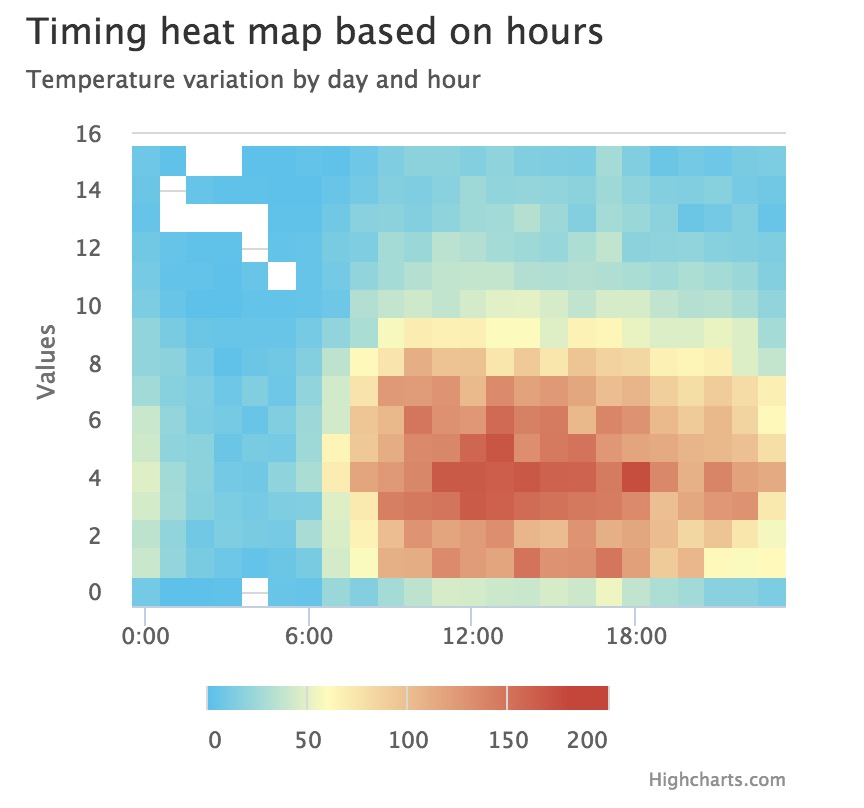 Timing heat map based on hours
Temperature variation by day and hour
16
14
12
10
8
6
4
2
0
Values
0:00 6:00 12:00 18:00
0 50 100 150 200
Highcharts.com